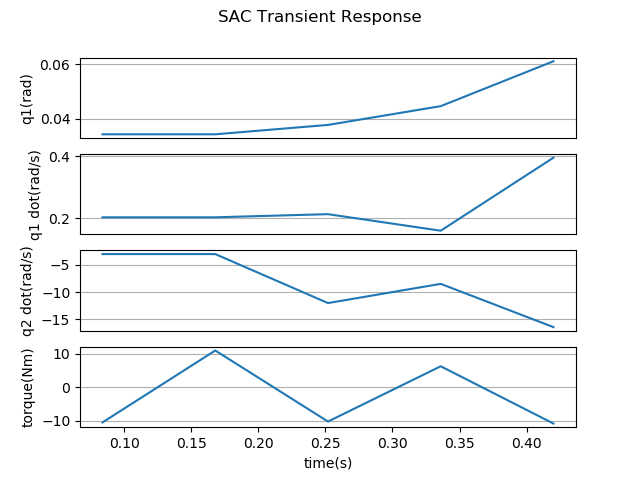 SAC Transient Response
0.06
0.04
q1(rad)
0.4
0.2
q1 dot(rad/s)
−5
−10
−15
q2 dot(rad/s)
10
0
−10
torque(Nm)
0.10 0.15 0.20 0.25 0.30 0.35 0.40
time(s)